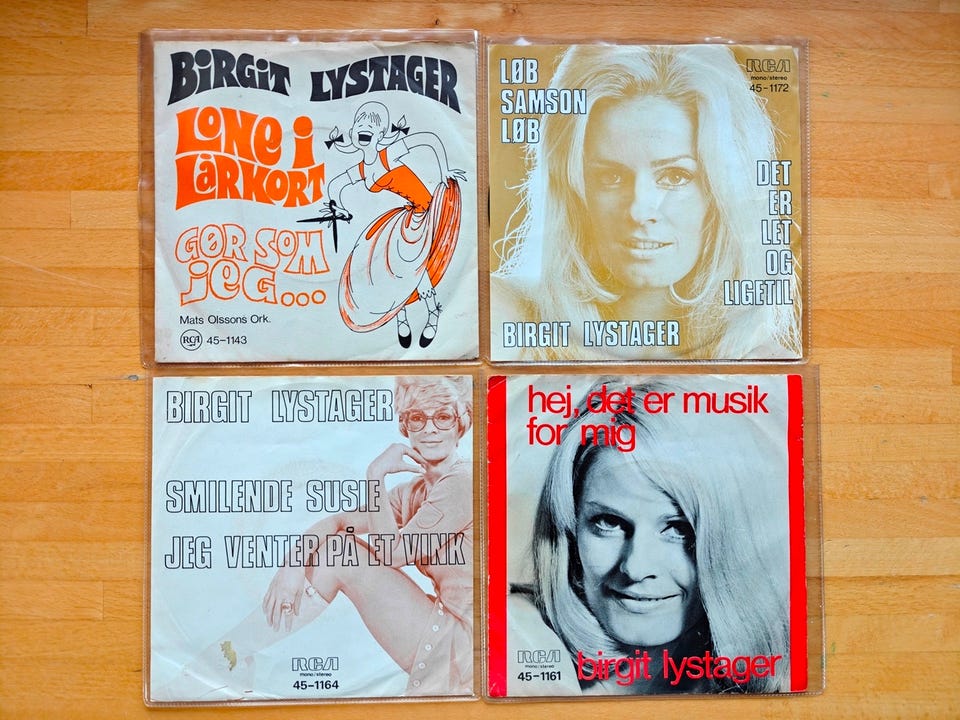 BiRGiT LYSTAGER
LONe i
LÅRKORT
GØR SOM
jeG...
Mats Olssons Ork.
RCA 45-1143
LØB
SAMSON
LØB
RCA
mono/stereo
45-1172
DET
ER
LET
OG
LIGETIL
BIRGIT LYSTAGER
BIRGIT LYSTAGER
SMILENDE SUSIE
JEG VENTER PÅ ET VINK
RCA
mono/stereo
45-1164
hej, det er musik
for mig
RCA
mono/stereo
45-1161
birgit lystager